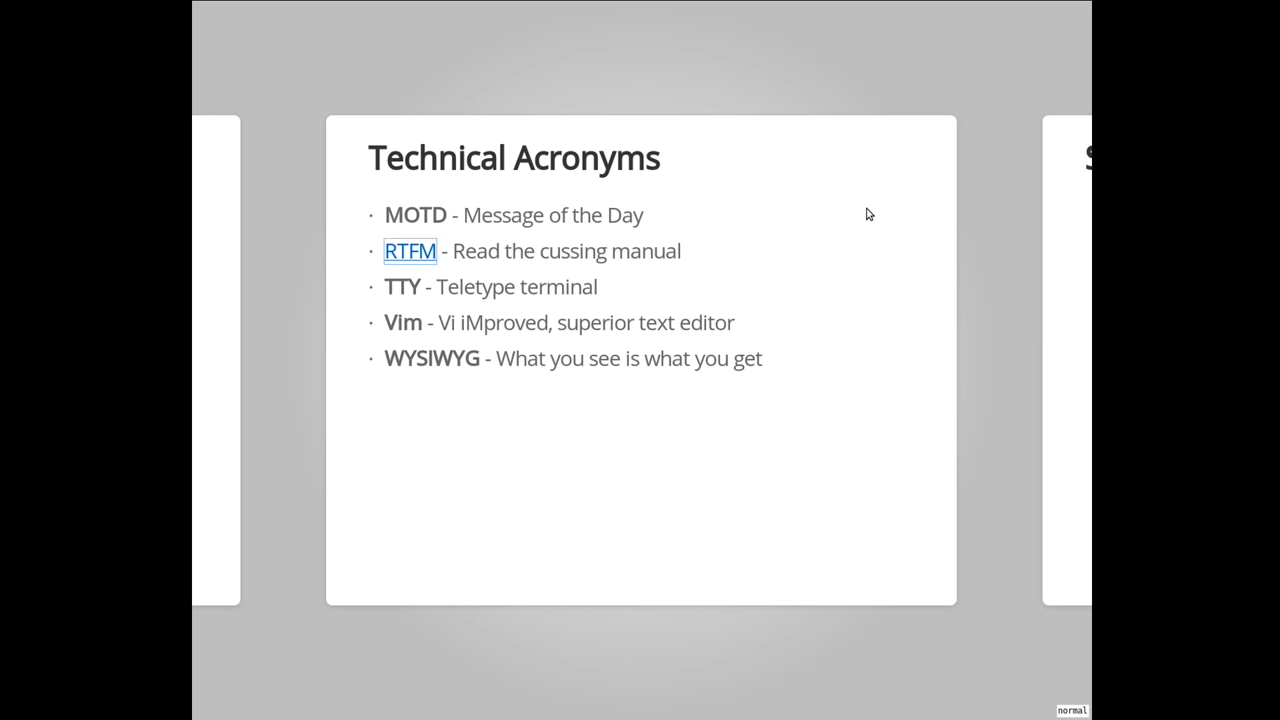 Technical Acronyms
· MOTD - Message of the Day
· RTFM - Read the cussing manual
· TTY - Teletype terminal
· Vim - Vi iMproved, superior text editor
· WYSIWYG - What you see is what you get
normal